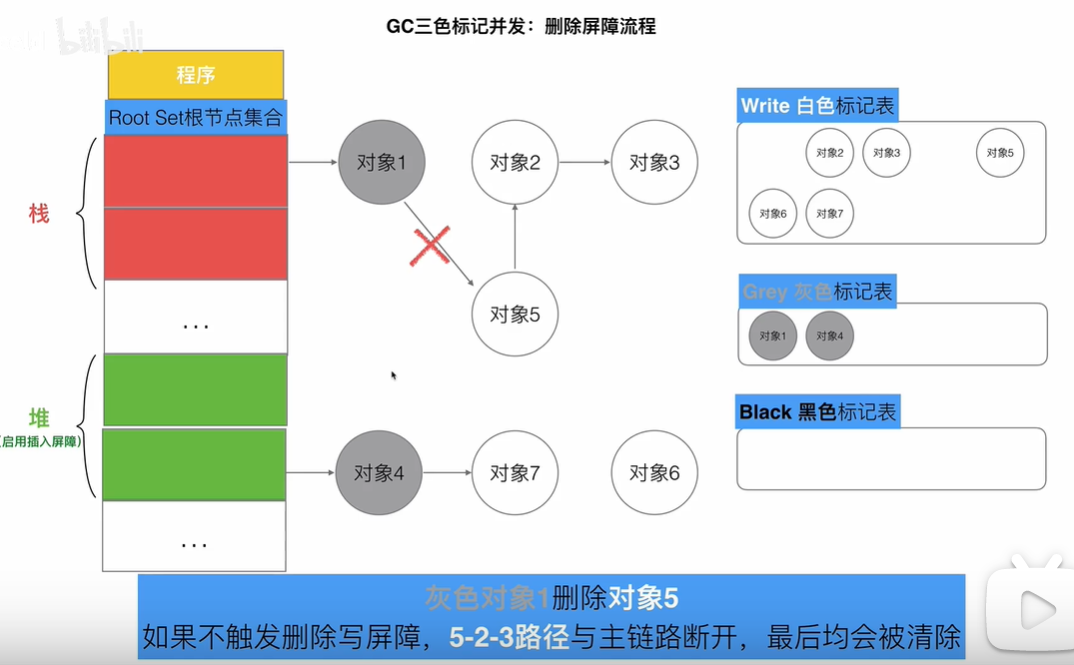 GC三色标记并发：删除屏障流程
bilibili
程序
Root Set根节点集合
栈
...
堆
(启用插入屏障)
...
对象1
对象2
对象3
对象5
对象4
对象7
对象6
Write 白色标记表
对象2
对象3
对象5
对象6
对象7
Grey 灰色标记表
对象1
对象4
Black 黑色标记表
灰色对象1删除对象5
如果不触发删除写屏障，5-2-3路径与主链路断开，最后均会被清除